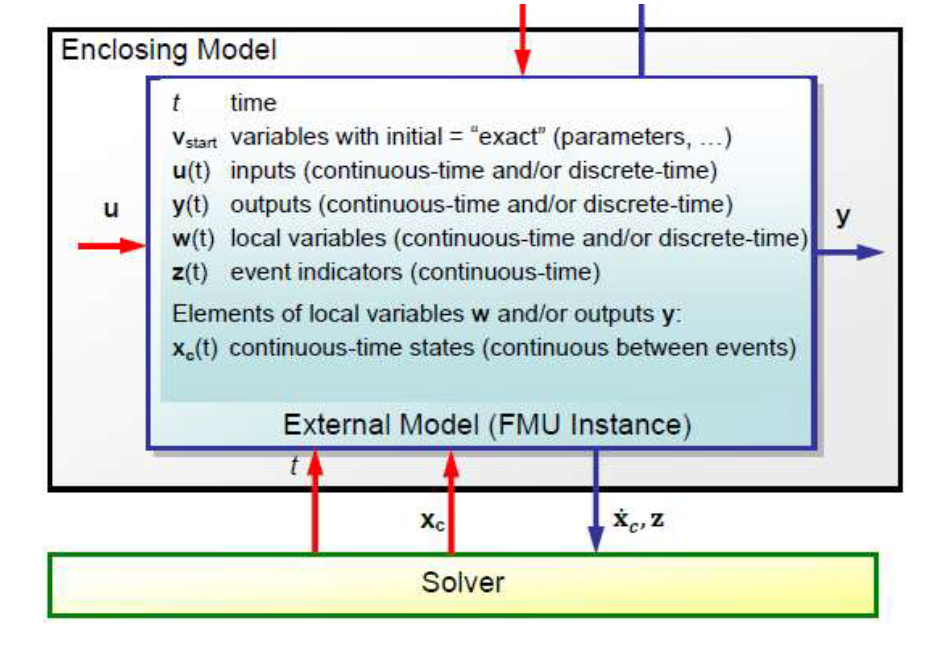 Enclosing Model
t time
vstart variables with initial = “exact” (parameters, …)
u(t) inputs (continuous-time and/or discrete-time)
u
y(t) outputs (continuous-time and/or discrete-time)
y
w(t) local variables (continuous-time and/or discrete-time)
z(t) event indicators (continuous-time)
Elements of local variables w and/or outputs y:
xc(t) continuous-time states (continuous between events)
External Model (FMU Instance)
t
xc
ẋc, z
Solver